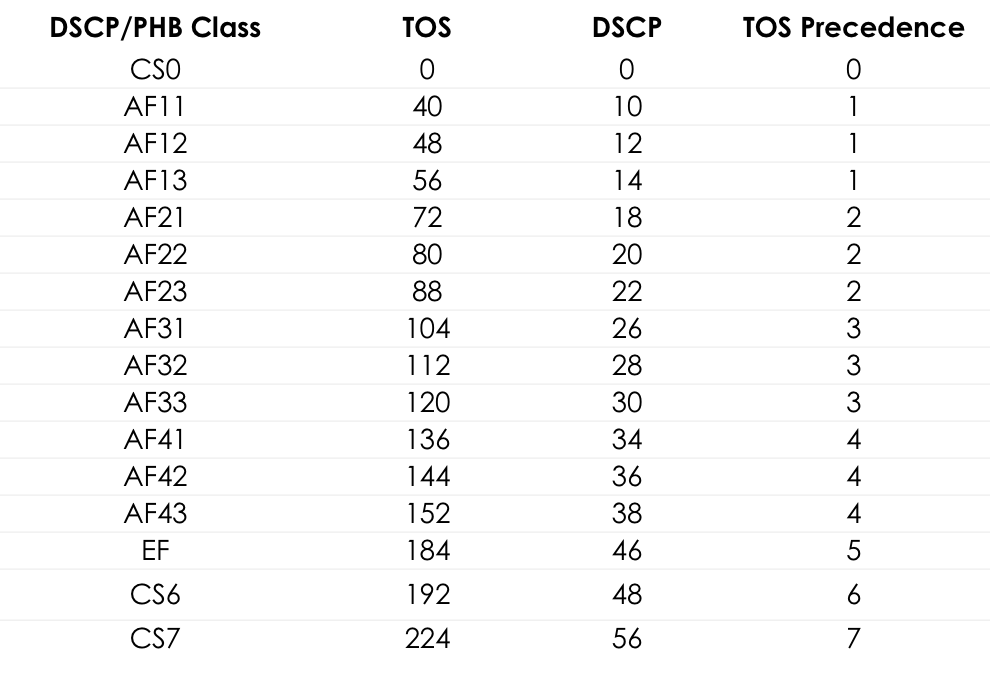 DSCP/PHB Class TOS DSCP TOS Precedence
CS0 0 0 0
AF11 40 10 1
AF12 48 12 1
AF13 56 14 1
AF21 72 18 2
AF22 80 20 2
AF23 88 22 2
AF31 104 26 3
AF32 112 28 3
AF33 120 30 3
AF41 136 34 4
AF42 144 36 4
AF43 152 38 4
EF 184 46 5
CS6 192 48 6
CS7 224 56 7